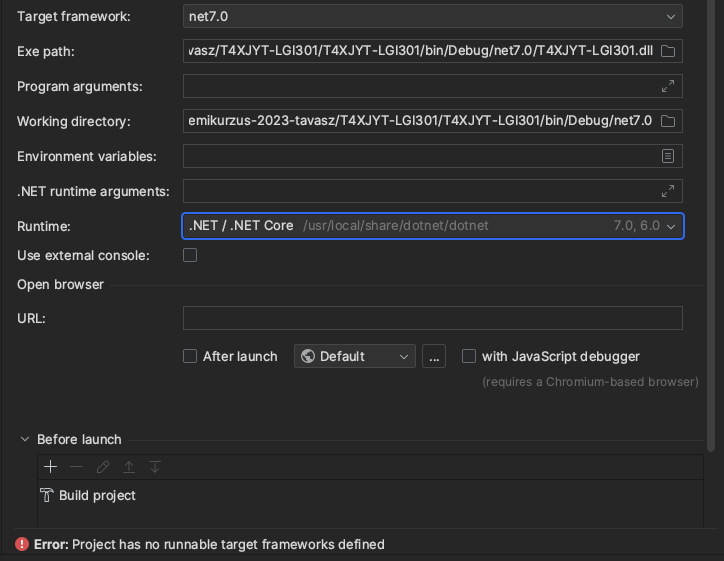 Target framework: net7.0
Exe path: vasz/T4XJYT-LGI301/T4XJYT-LGI301/bin/Debug/net7.0/T4XJYT-LGI301.dll
Program arguments:
Working directory: emikurzus-2023-tavasz/T4XJYT-LGI301/T4XJYT-LGI301/bin/Debug/net7.0
Environment variables:
.NET runtime arguments:
Runtime: .NET / .NET Core /usr/local/share/dotnet/dotnet 7.0, 6.0
Use external console:
Open browser
URL:
After launch Default ... with JavaScript debugger
(requires a Chromium-based browser)
Before launch
Build project
Error: Project has no runnable target frameworks defined